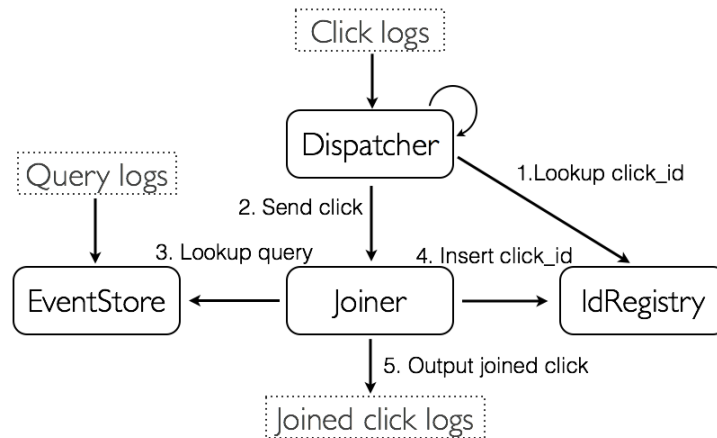 Click logs
Dispatcher
1.Lookup click_id
Query logs
2. Send click
3. Lookup query
4. Insert click_id
EventStore
Joiner
IdRegistry
5. Output joined click
Joined click logs